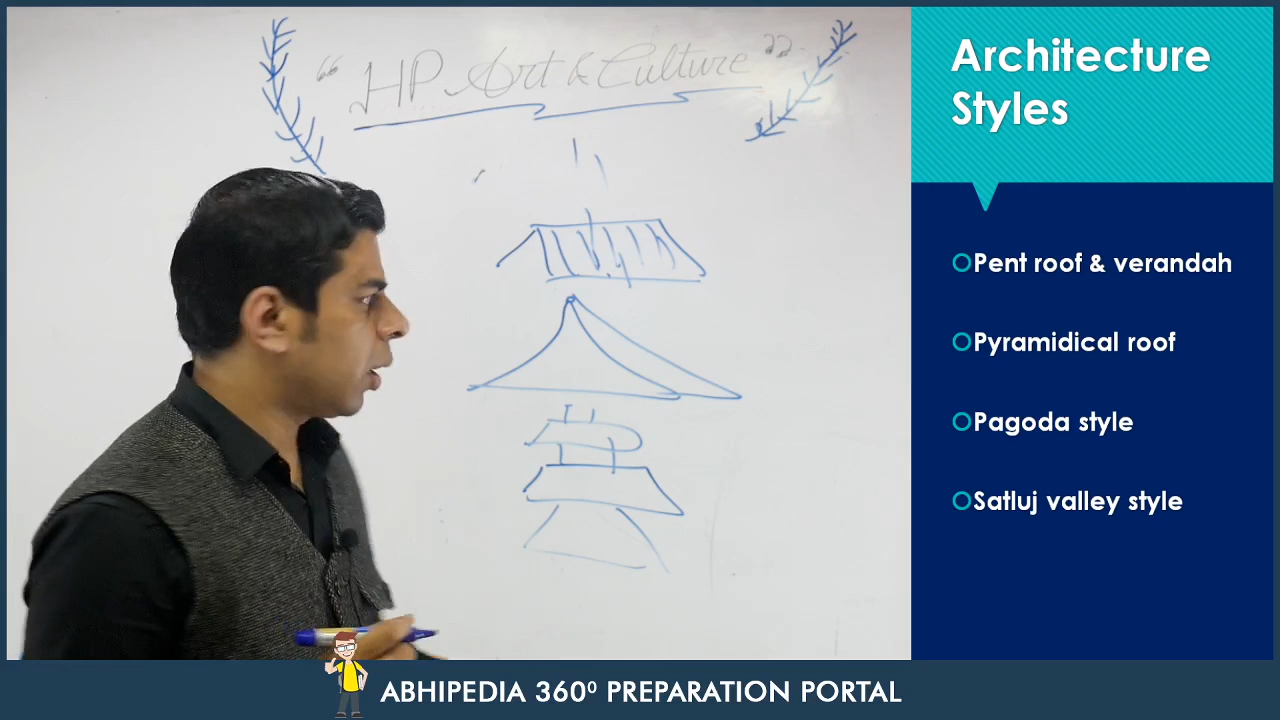 “ HP Art & Culture ”
Architecture
Styles
Pent roof & verandah
Pyramidical roof
Pagoda style
Satluj valley style
ABHIPEDIA 360⁰ PREPARATION PORTAL